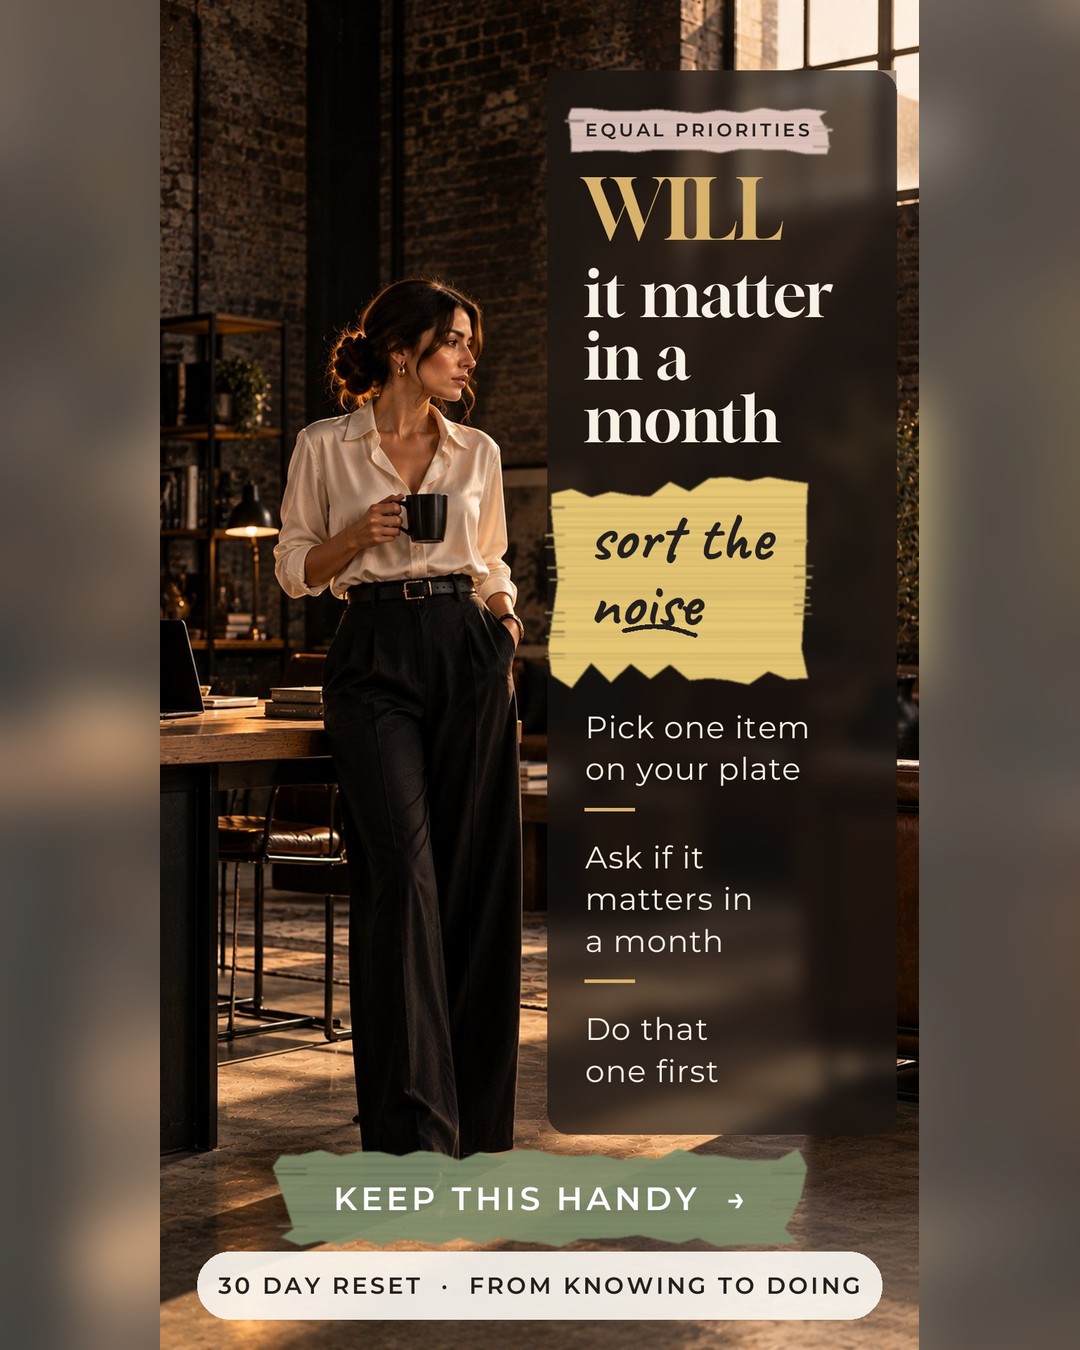 EQUAL PRIORITIES
WILL
it matter
in a
month
sort the
noise
Pick one item
on your plate
Ask if it
matters in
a month
Do that
one first
KEEP THIS HANDY →
30 DAY RESET · FROM KNOWING TO DOING